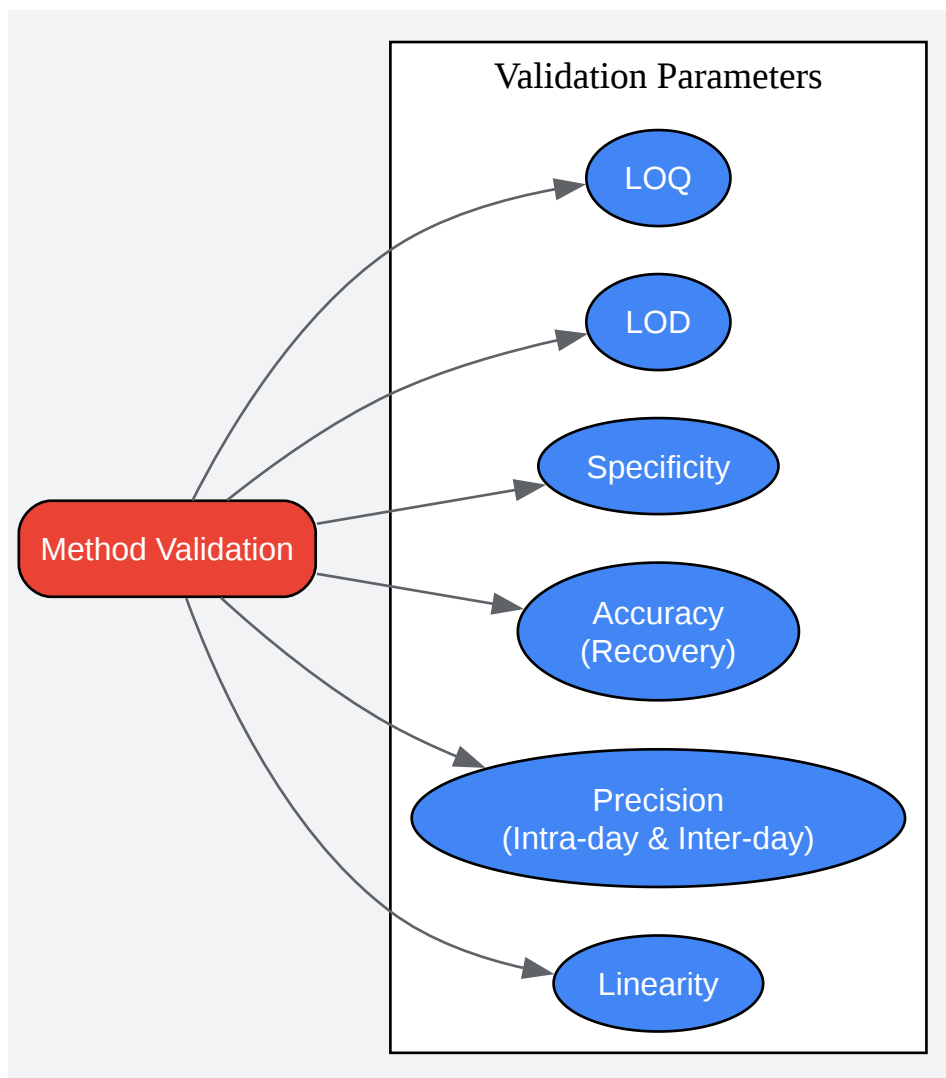 Validation Parameters
LOQ
LOD
Specificity
Method Validation
Accuracy
(Recovery)
Precision
(Intra-day & Inter-day)
Linearity